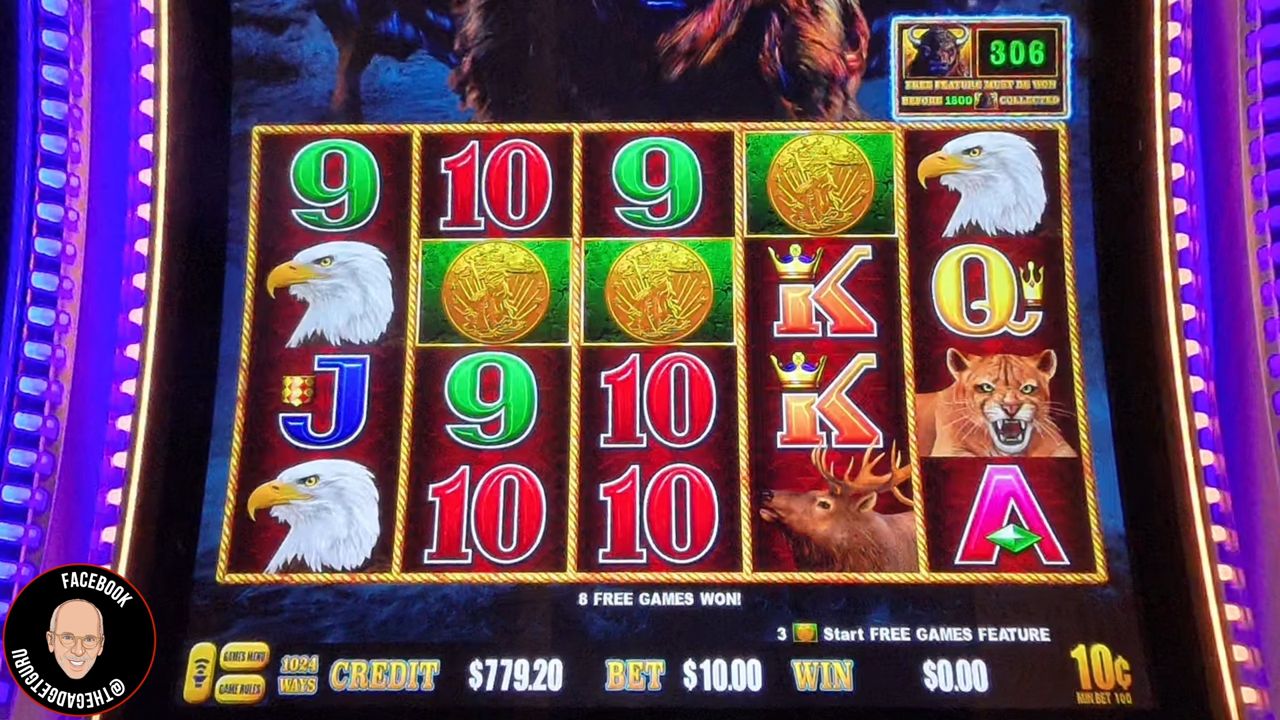 306
FREE FEATURE MUST BE WON
BEFORE 1800 COLLECTED
9 10 9
Q
J 9 10 K
10 10 A
K
8 FREE GAMES WON!
3 Start FREE GAMES FEATURE
GAMES MENU
GAME RULES
1024
WAYS
CREDIT $779.20 BET $10.00 WIN $0.00
10¢
MIN BET 100
FACEBOOK
@THEGADGETGURU